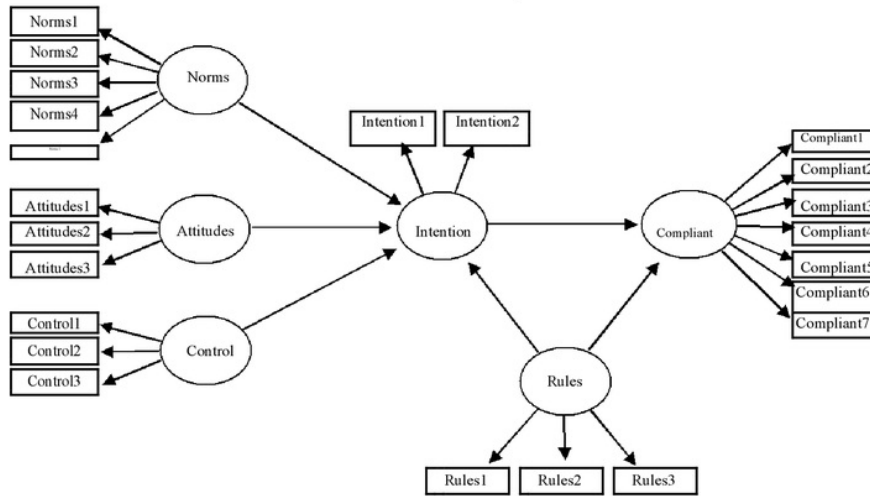 Norms1
Norms2
Norms3
Norms4
Norms
Attitudes1
Attitudes2
Attitudes3
Attitudes
Control1
Control2
Control3
Control
Intention1
Intention2
Intention
Rules
Rules1
Rules2
Rules3
Compliant
Compliant1
Compliant2
Compliant3
Compliant4
Compliant5
Compliant6
Compliant7